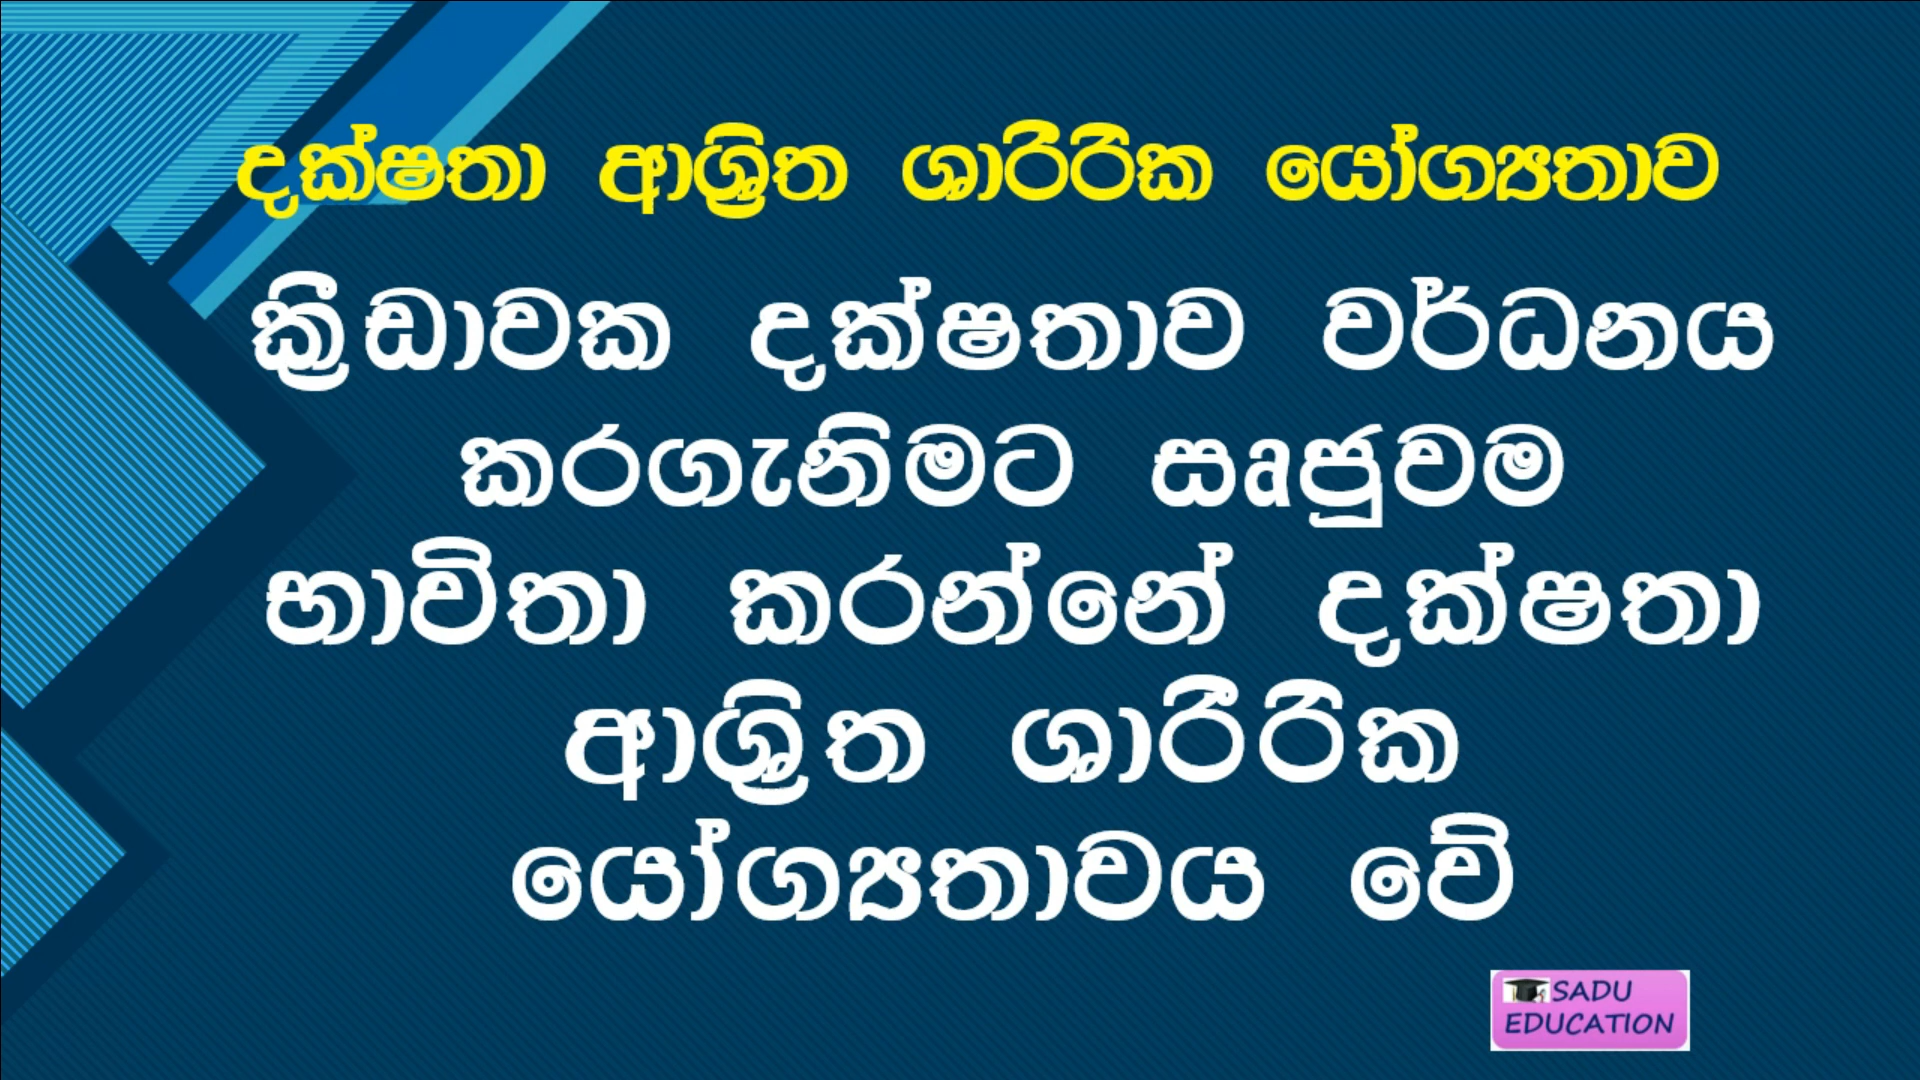 දක්ෂතා ආශ්‍රිත ශාරීරික යෝග්‍යතාව
ක්‍රීඩාවක දක්ෂතාව වර්ධනය
කරගැනිමට සෘජුවම
භාවිතා කරන්නේ දක්ෂතා
ආශ්‍රිත ශාරීරික
යෝග්‍යතාවය වේ
SADU
EDUCATION